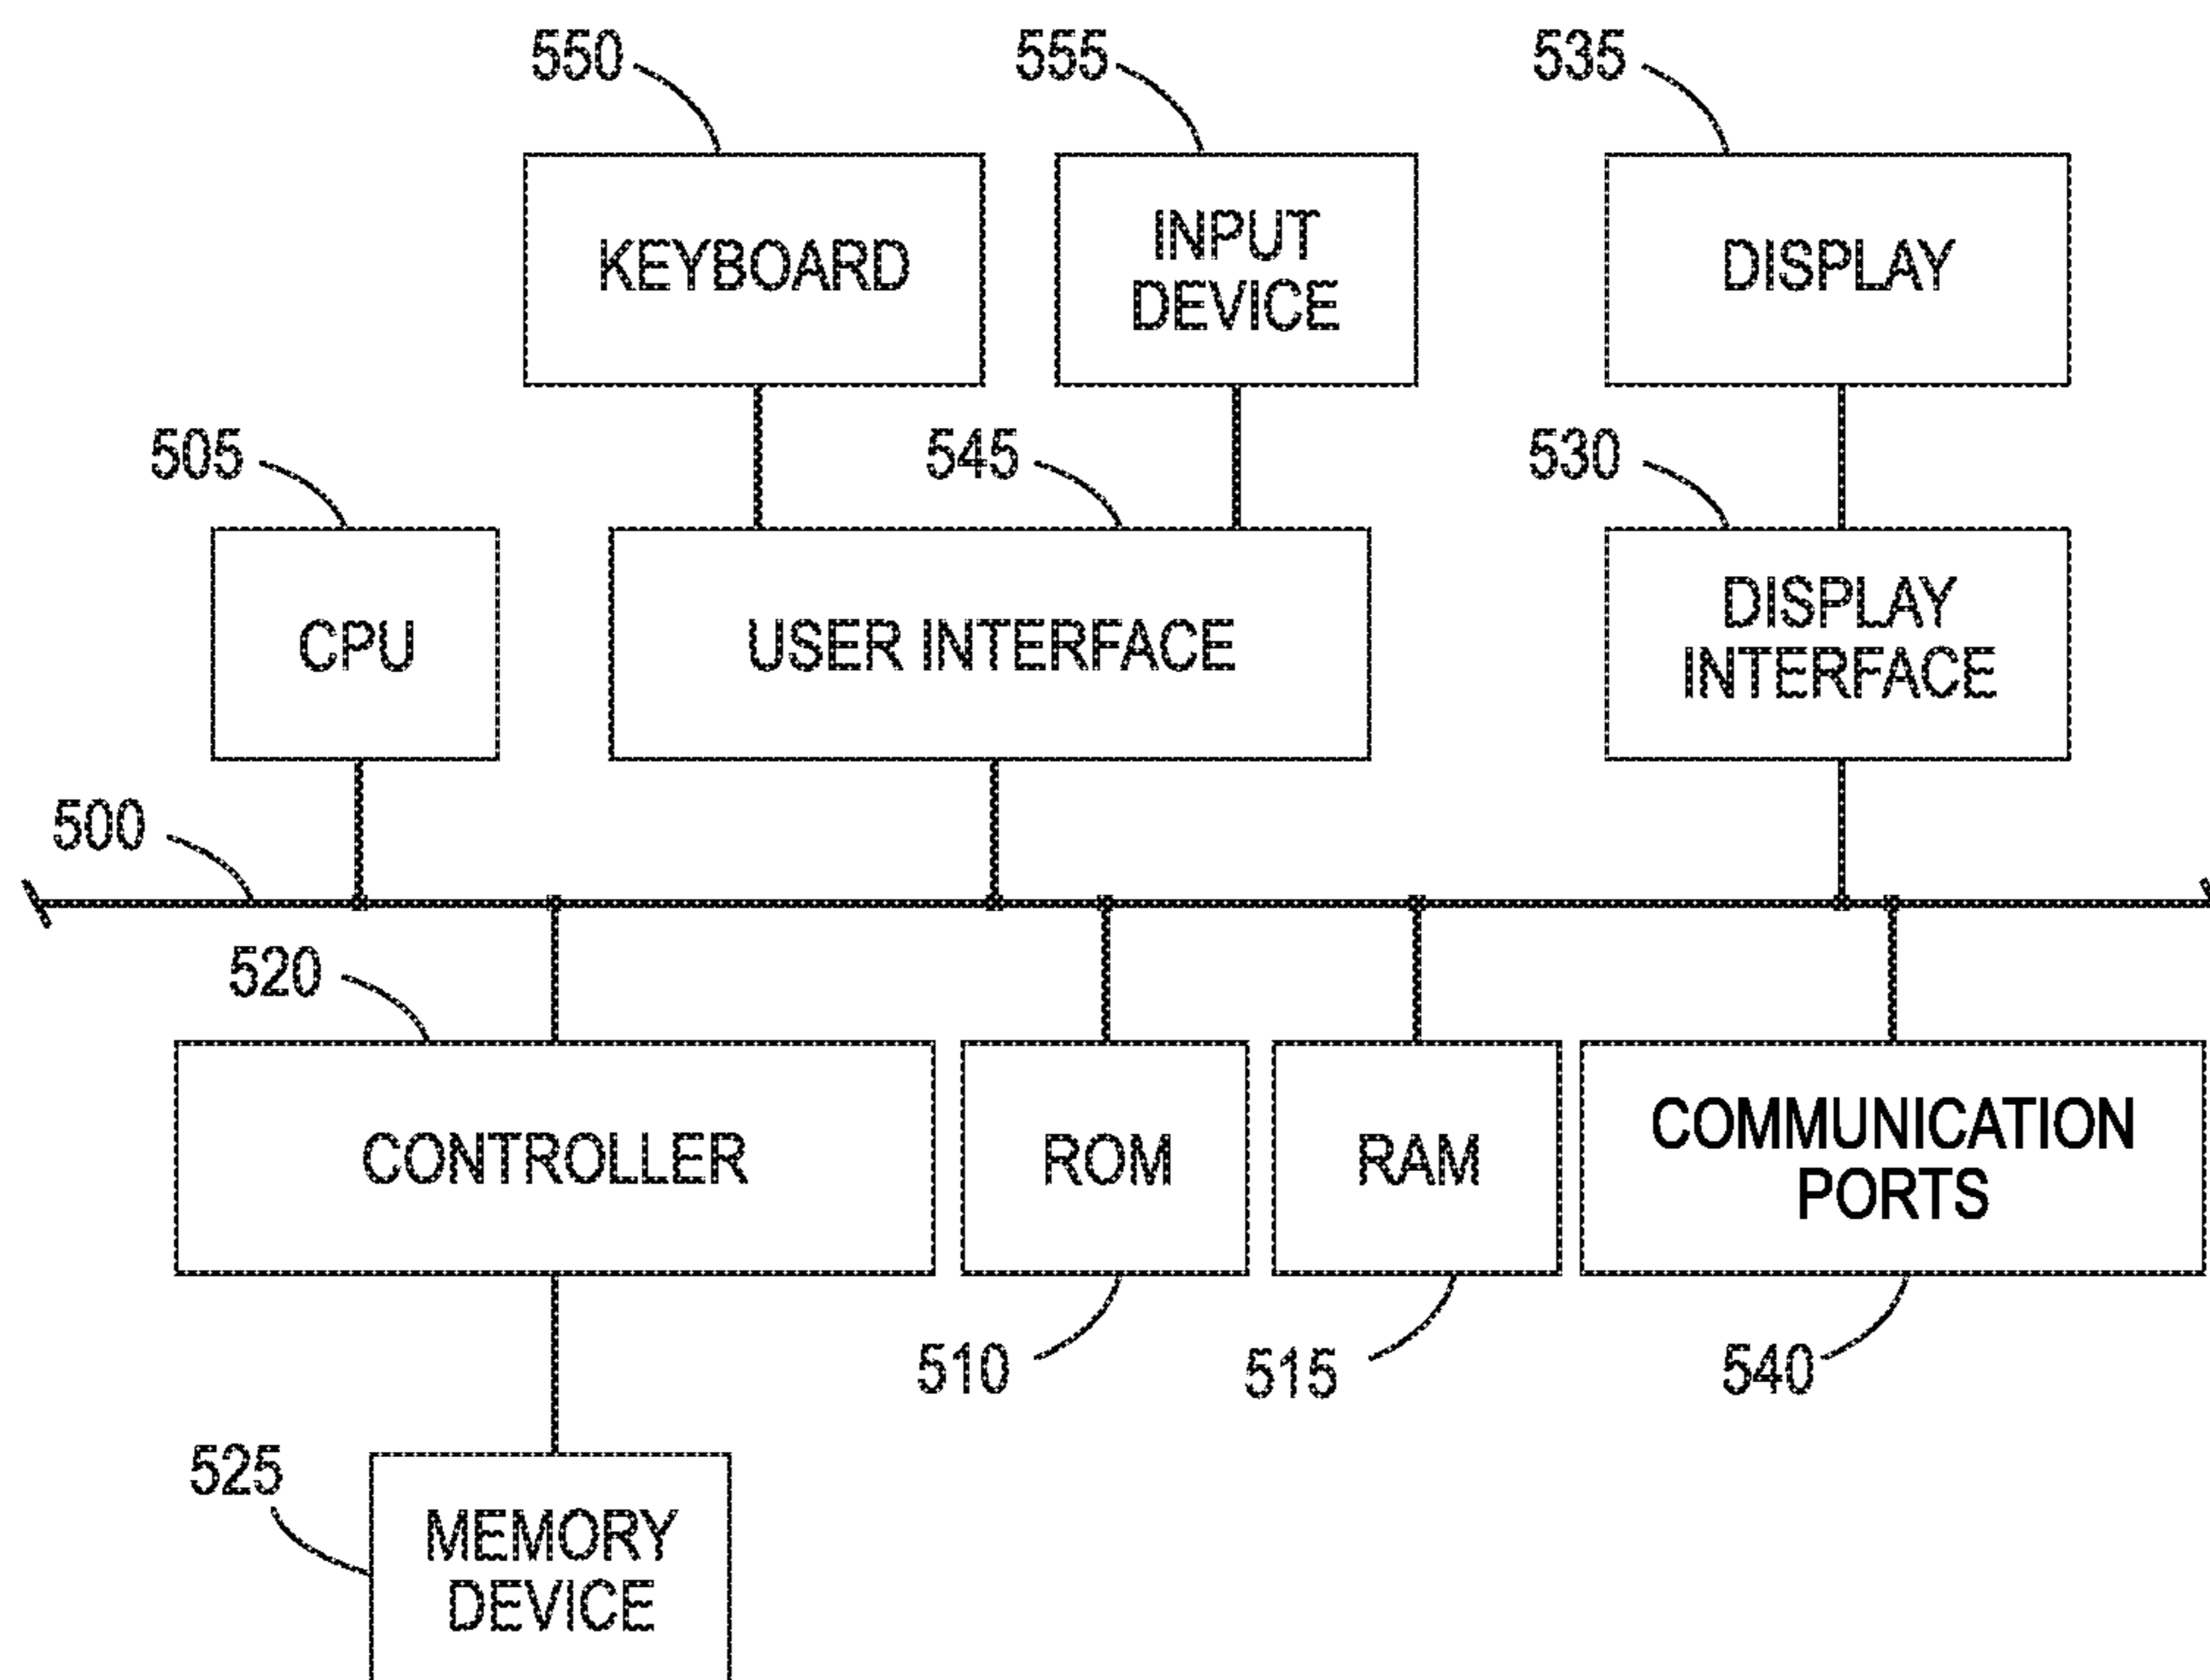 550
555
535
KEYBOARD
INPUT
DEVICE
DISPLAY
505
545
530
CPU
USER INTERFACE
DISPLAY
INTERFACE
500
520
CONTROLLER
ROM
RAM
COMMUNICATION
PORTS
510
515
540
525
MEMORY
DEVICE